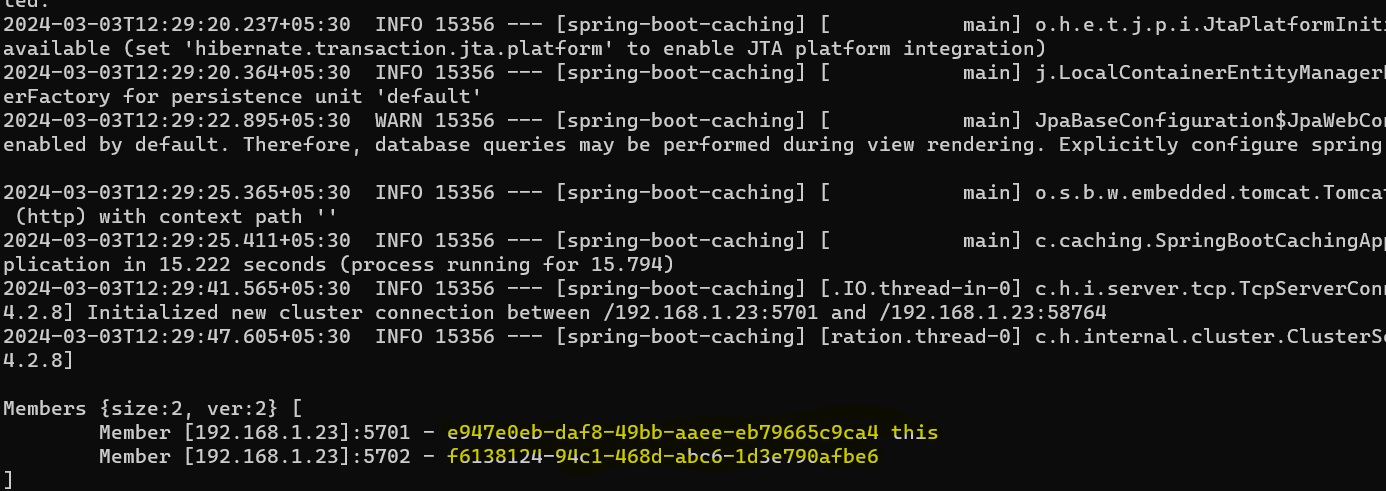 ted.
2024-03-03T12:29:20.237+05:30  INFO 15356 --- [spring-boot-caching] [           main] o.h.e.t.j.p.i.JtaPlatformIniti
available (set 'hibernate.transaction.jta.platform' to enable JTA platform integration)
2024-03-03T12:29:20.364+05:30  INFO 15356 --- [spring-boot-caching] [           main] j.LocalContainerEntityManager
erFactory for persistence unit 'default'
2024-03-03T12:29:22.895+05:30  WARN 15356 --- [spring-boot-caching] [           main] JpaBaseConfiguration$JpaWebCon
enabled by default. Therefore, database queries may be performed during view rendering. Explicitly configure spring
2024-03-03T12:29:25.365+05:30  INFO 15356 --- [spring-boot-caching] [           main] o.s.b.w.embedded.tomcat.Tomcat
 (http) with context path ''
2024-03-03T12:29:25.411+05:30  INFO 15356 --- [spring-boot-caching] [           main] c.caching.SpringBootCachingApp
plication in 15.222 seconds (process running for 15.794)
2024-03-03T12:29:41.565+05:30  INFO 15356 --- [spring-boot-caching] [.IO.thread-in-0] c.h.i.server.tcp.TcpServerConn
4.2.8] Initialized new cluster connection between /192.168.1.23:5701 and /192.168.1.23:58764
2024-03-03T12:29:47.605+05:30  INFO 15356 --- [spring-boot-caching] [ration.thread-0] c.h.internal.cluster.ClusterSe
4.2.8]
Members {size:2, ver:2} [
        Member [192.168.1.23]:5701 - e947e0eb-daf8-49bb-aaee-eb79665c9ca4 this
        Member [192.168.1.23]:5702 - f6138124-94c1-468d-abc6-1d3e790afbe6
]